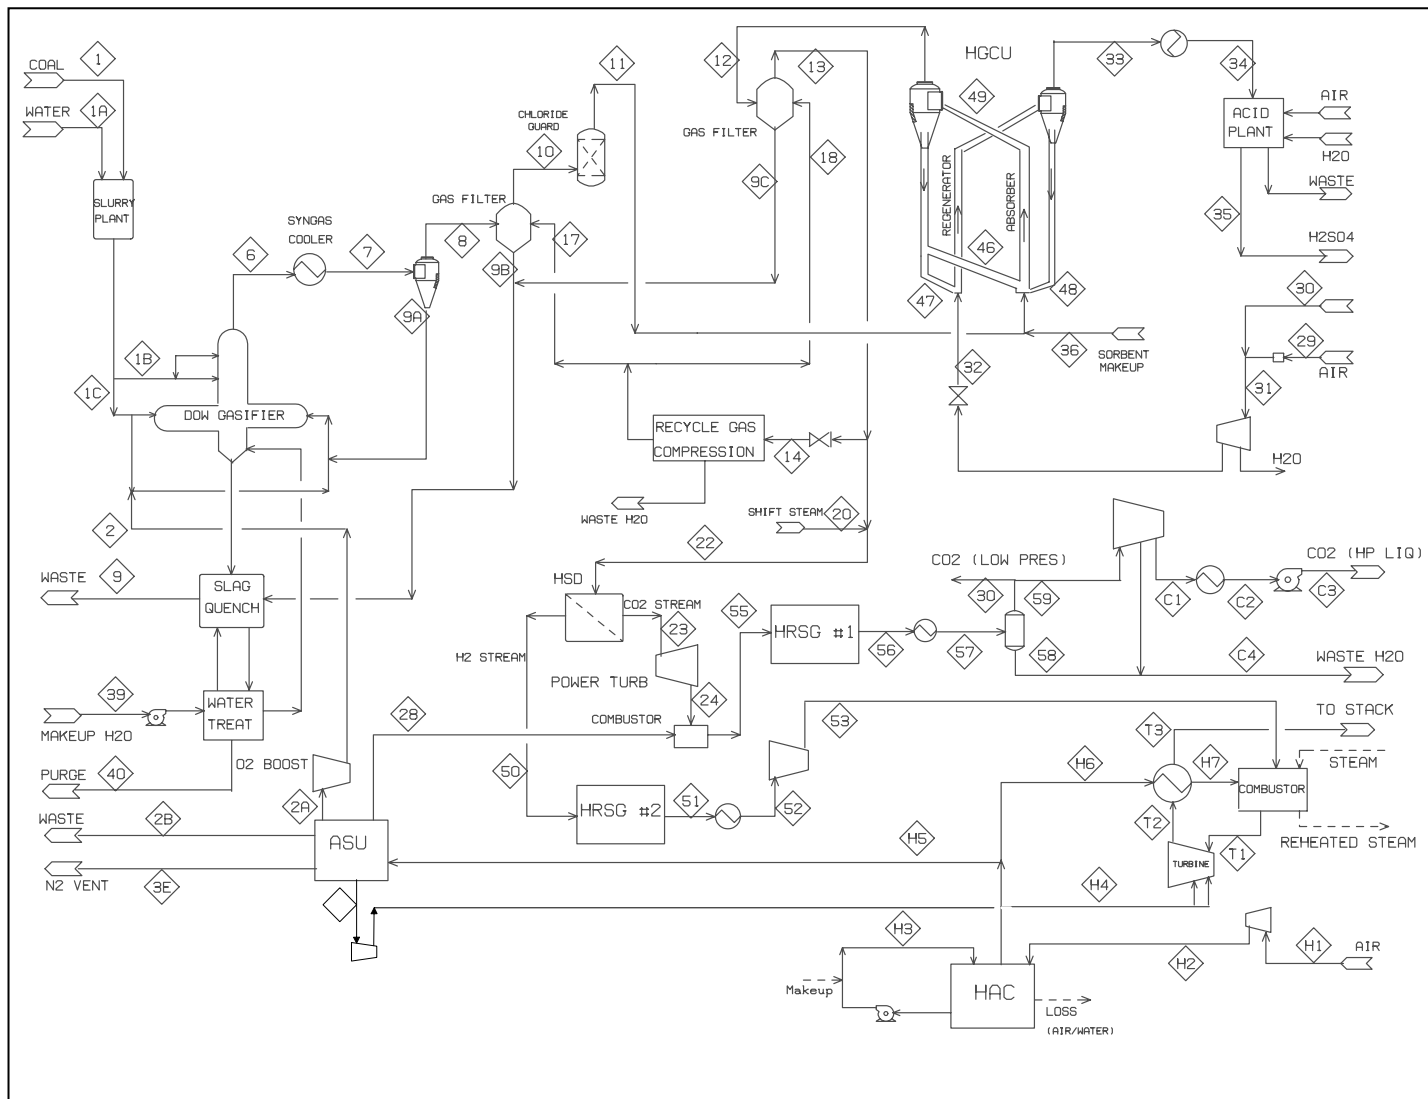 COAL
1
WATER
1A
SLURRY
PLANT
SYNGAS
COOLER
6
7
8
GAS FILTER
9A
9B
10
CHLORIDE
GUARD
11
17
12
13
GAS FILTER
9C
18
HGCU
49
REGENERATOR
ABSORBER
46
47
48
33
34
ACID
PLANT
AIR
H2O
WASTE
35
H2SO4
30
29
AIR
31
H2O
32
36
SORBENT
MAKEUP
1B
1C
DOW GASIFIER
RECYCLE GAS
COMPRESSION
14
WASTE H2O
SHIFT STEAM
20
2
22
WASTE
9
SLAG
QUENCH
HSD
CO2 STREAM
23
H2 STREAM
POWER TURB
24
COMBUSTOR
55
HRSG #1
56
57
CO2 (LOW PRES)
30
59
58
C1
C2
C3
CO2 (HP LIQ)
C4
WASTE H2O
39
MAKEUP H2O
WATER
TREAT
PURGE
40
O2 BOOST
28
2A
WASTE
2B
ASU
N2 VENT
3E
50
HRSG #2
51
52
53
H6
T3
TO STACK
H7
STEAM
COMBUSTOR
REHEATED STEAM
T2
T1
TURBINE
H5
H4
H3
Makeup
HAC
LOSS
(AIR/WATER)
H2
H1
AIR